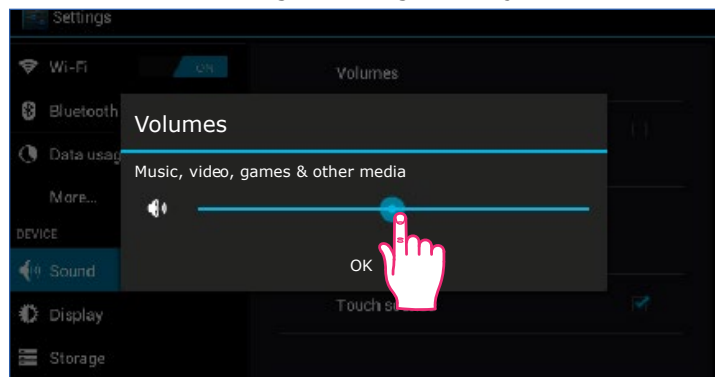 Settings
Wi-Fi
ON
Volumes
Bluetooth
Volumes
Data usag
Music, video, games & other media
More...
DEVICE
OK
Sound
Touch s
Display
Storage